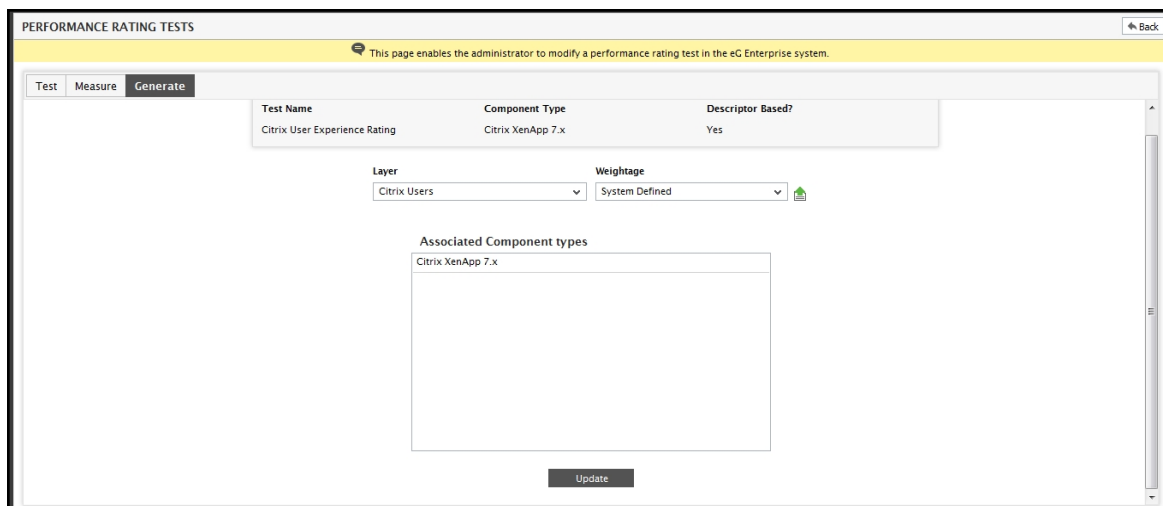 PERFORMANCE RATING TESTS
Back
This page enables the administrator to modify a performance rating test in the eG Enterprise system.
Test Measure Generate
Test Name Component Type Descriptor Based?
Citrix User Experience Rating Citrix XenApp 7.x Yes
Layer Weightage
Citrix Users System Defined
Associated Component types
Citrix XenApp 7.x
Update